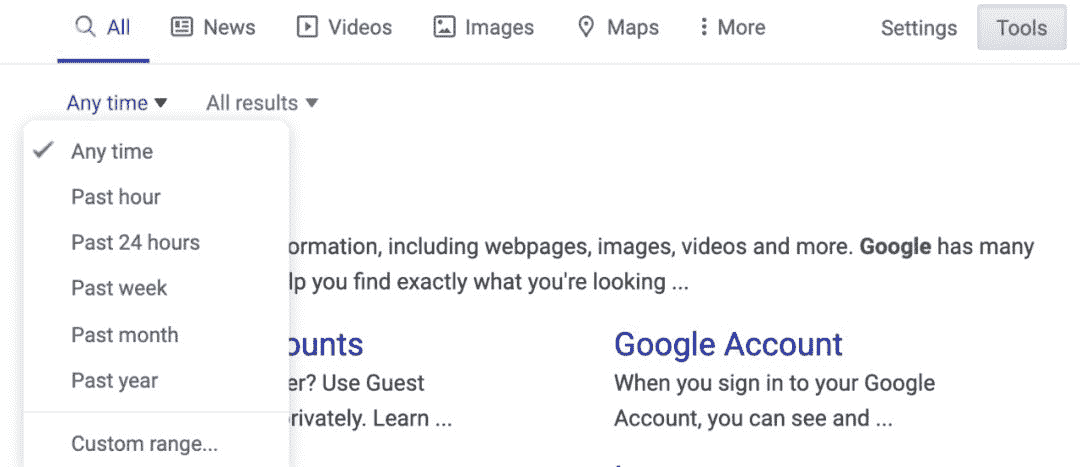 All News Videos Images Maps More Settings Tools
Any time All results
Any time
Past hour
Past 24 hours
Past week
Past month
Past year
Custom range...
ormation, including webpages, images, videos and more. Google has many
lp you find exactly what you're looking ...
ounts
er? Use Guest
rivately. Learn ...
Google Account
When you sign in to your Google
Account, you can see and ...